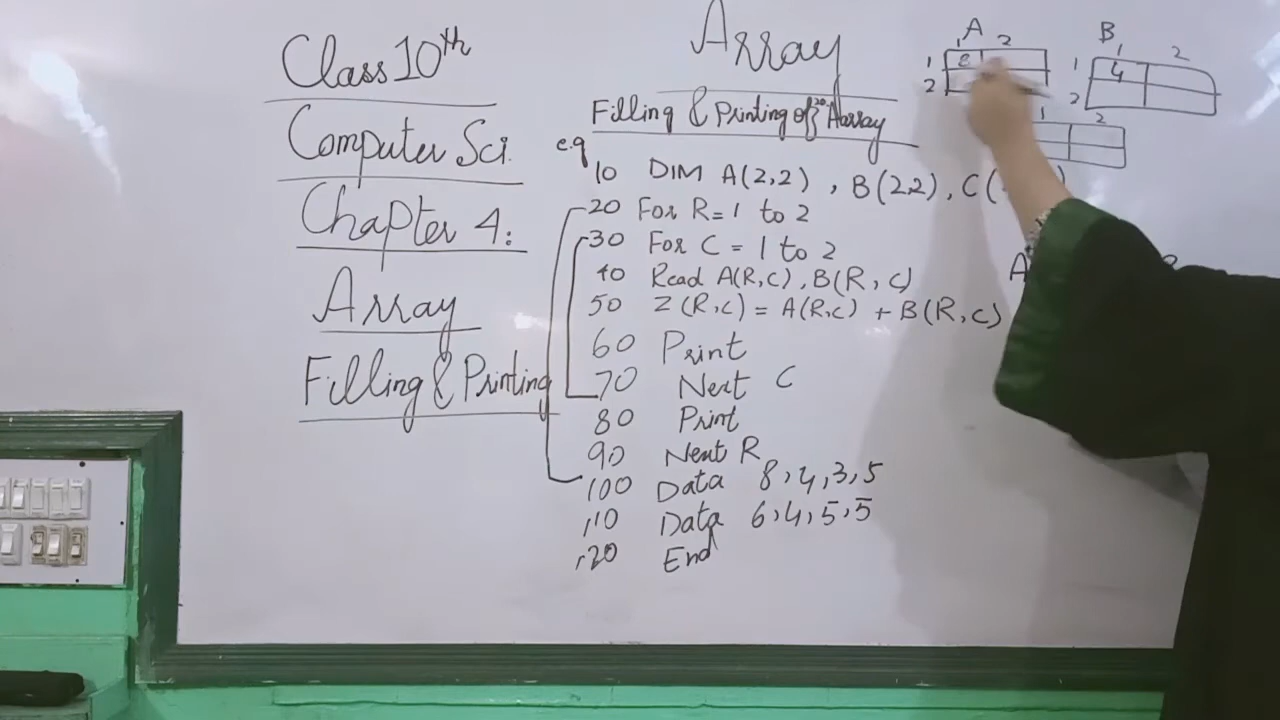 Class 10th
Computer Sci.
Chapter 4:
Array
Filling & Printing
Array
Filling & Printing of 2D Array
e.g
10 DIM A(2,2) , B(2,2), C(
20 For R=1 to 2
30 For C = 1 to 2
40 Read A(R,C), B(R,C)
50 Z(R,C) = A(R,C) + B(R,C)
60 Print
70 Next C
80 Print
90 Next R
100 Data 8,4,3,5
110 Data 6,4,5,5
120 End
A
1 2
1 8
2
B
1 2
1 4
2
1 2
A